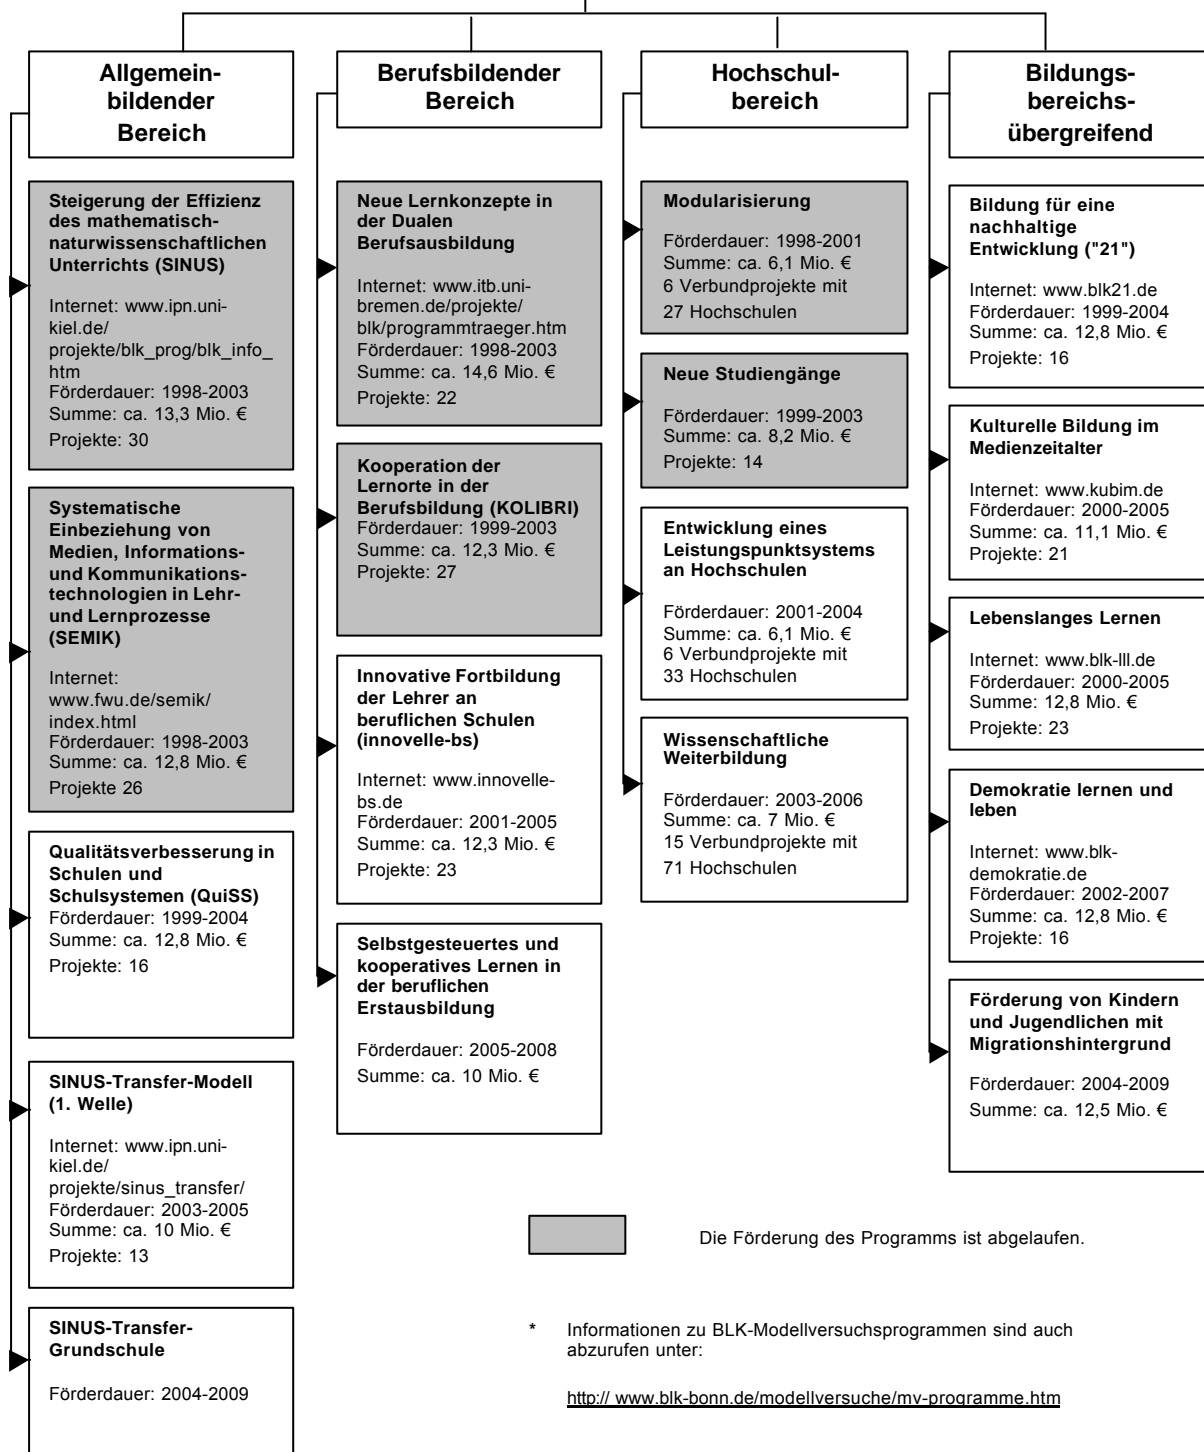 Allgemein-
bildender
Bereich
Steigerung der Effizienz
des mathematisch-
naturwissenschaftlichen
Unterrichts (SINUS)
Internet: www.ipn.uni-
kiel.de/
projekte/blk_prog/blk_info_
htm
Förderdauer: 1998-2003
Summe: ca. 13,3 Mio. €
Projekte: 30
Systematische
Einbeziehung von
Medien, Informations-
und Kommunikations-
technologien in Lehr-
und Lernprozesse
(SEMIK)
Internet:
www.fwu.de/semik/
index.html
Förderdauer: 1998-2003
Summe: ca. 12,8 Mio. €
Projekte 26
Qualitätsverbesserung in
Schulen und
Schulsystemen (QuiSS)
Förderdauer: 1999-2004
Summe: ca. 12,8 Mio. €
Projekte: 16
SINUS-Transfer-Modell
(1. Welle)
Internet: www.ipn.uni-
kiel.de/
projekte/sinus_transfer/
Förderdauer: 2003-2005
Summe: ca. 10 Mio. €
Projekte: 13
SINUS-Transfer-
Grundschule
Förderdauer: 2004-2009
Berufsbildender
Bereich
Neue Lernkonzepte in
der Dualen
Berufsausbildung
Internet: www.itb.uni-
bremen.de/projekte/
blk/programmtraeger.htm
Förderdauer: 1998-2003
Summe: ca. 14,6 Mio. €
Projekte: 22
Kooperation der
Lernorte in der
Berufsbildung (KOLIBRI)
Förderdauer: 1999-2003
Summe: ca. 12,3 Mio. €
Projekte: 27
Innovative Fortbildung
der Lehrer an
beruflichen Schulen
(innovelle-bs)
Internet: www.innovelle-
bs.de
Förderdauer: 2001-2005
Summe: ca. 12,3 Mio. €
Projekte: 23
Selbstgesteuertes und
kooperatives Lernen in
der beruflichen
Erstausbildung
Förderdauer: 2005-2008
Summe: ca. 10 Mio. €
Hochschul-
bereich
Modularisierung
Förderdauer: 1998-2001
Summe: ca. 6,1 Mio. €
6 Verbundprojekte mit
27 Hochschulen
Neue Studiengänge
Förderdauer: 1999-2003
Summe: ca. 8,2 Mio. €
Projekte: 14
Entwicklung eines
Leistungspunktsystems
an Hochschulen
Förderdauer: 2001-2004
Summe: ca. 6,1 Mio. €
6 Verbundprojekte mit
33 Hochschulen
Wissenschaftliche
Weiterbildung
Förderdauer: 2003-2006
Summe: ca. 7 Mio. €
15 Verbundprojekte mit
71 Hochschulen
Bildungs-
bereichs-
übergreifend
Bildung für eine
nachhaltige
Entwicklung ("21")
Internet: www.blk21.de
Förderdauer: 1999-2004
Summe: ca. 12,8 Mio. €
Projekte: 16
Kulturelle Bildung im
Medienzeitalter
Internet: www.kubim.de
Förderdauer: 2000-2005
Summe: ca. 11,1 Mio. €
Projekte: 21
Lebenslanges Lernen
Internet: www.blk-lll.de
Förderdauer: 2000-2005
Summe: 12,8 Mio. €
Projekte: 23
Demokratie lernen und
leben
Internet: www.blk-
demokratie.de
Förderdauer: 2002-2007
Summe: ca. 12,8 Mio. €
Projekte: 16
Förderung von Kindern
und Jugendlichen mit
Migrationshintergrund
Förderdauer: 2004-2009
Summe: ca. 12,5 Mio. €
Die Förderung des Programms ist abgelaufen.
* Informationen zu BLK-Modellversuchsprogrammen sind auch
abzurufen unter:
http:// www.blk-bonn.de/modellversuche/mv-programme.htm